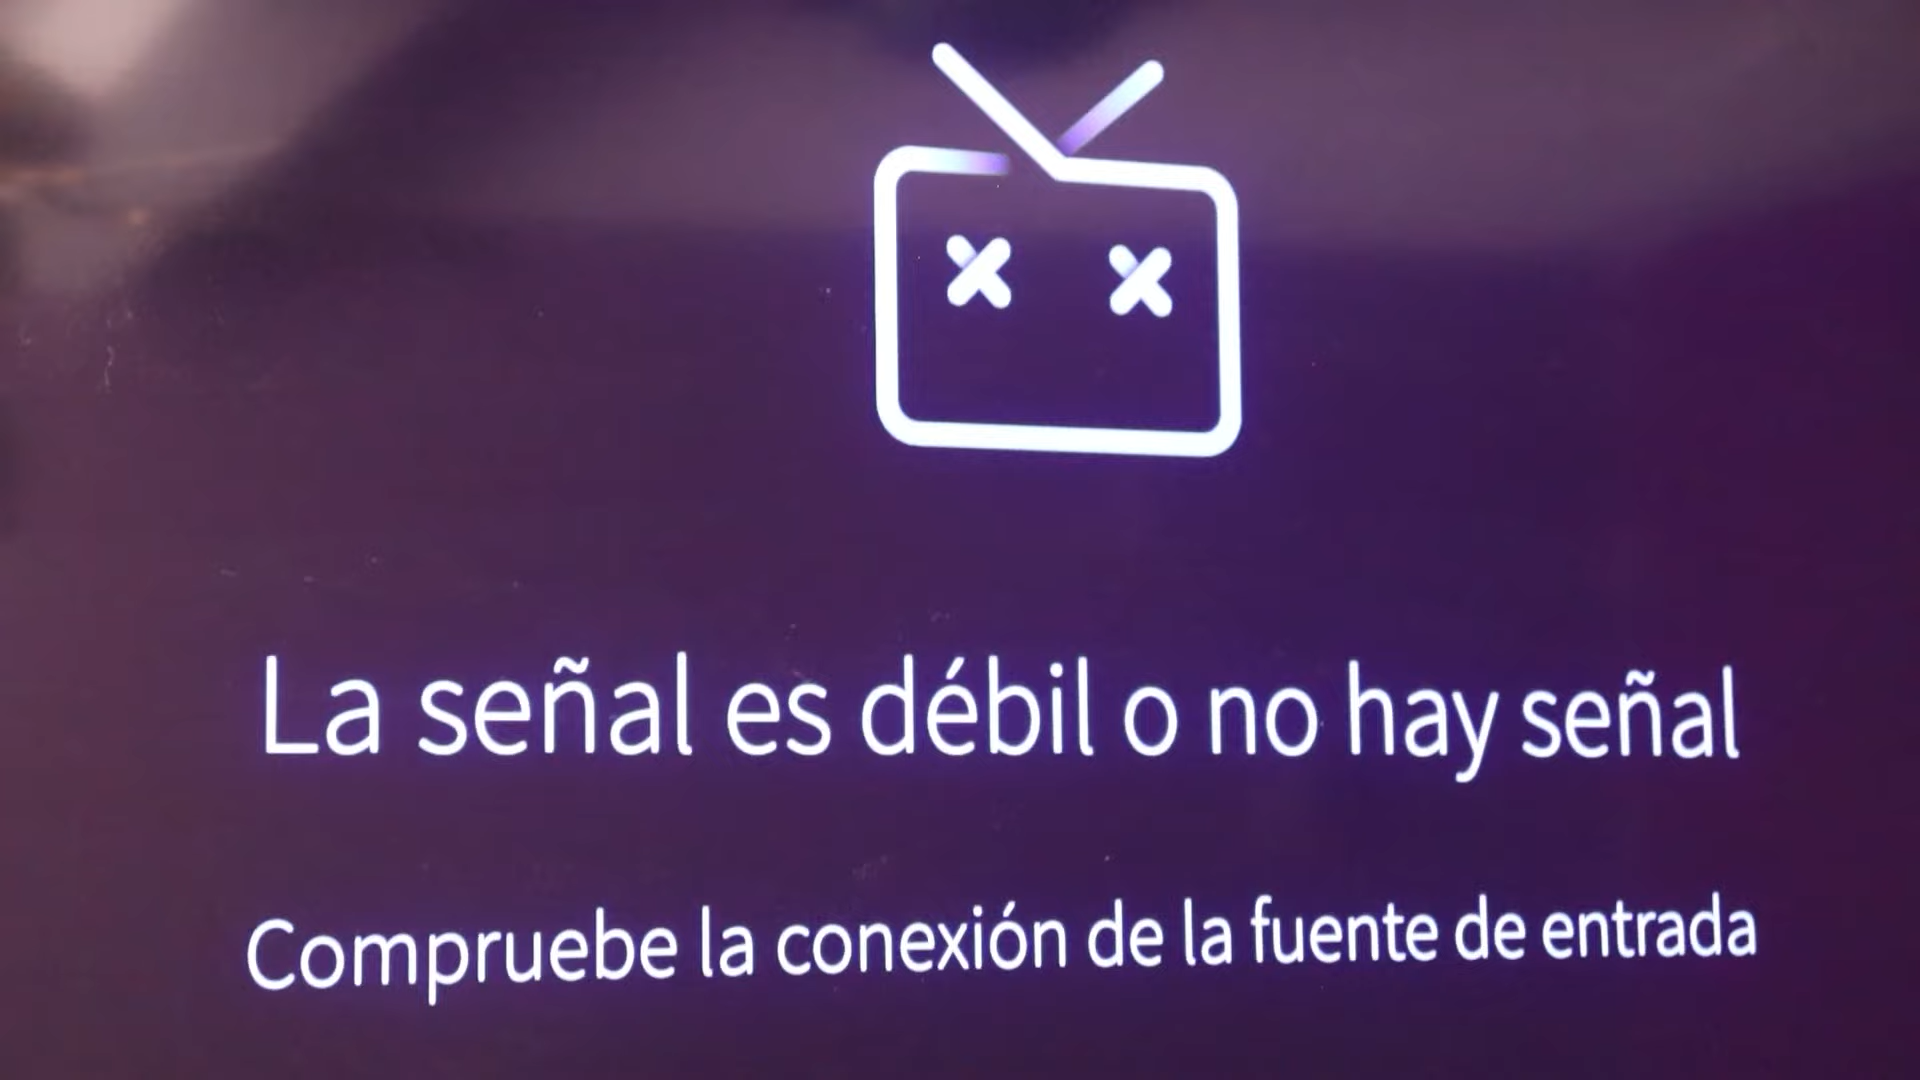 La señal es débil o no hay señal
Compruebe la conexión de la fuente de entrada